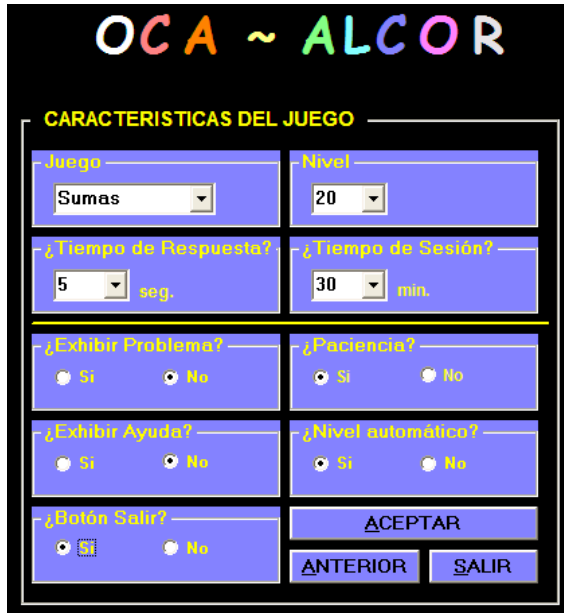 OCA ~ ALCOR
CARACTERISTICAS DEL JUEGO
Juego
Sumas
Nivel
20
¿Tiempo de Respuesta?
5 seg.
¿Tiempo de Sesión?
30 min.
¿Exhibir Problema?
Si No
¿Paciencia?
Si No
¿Exhibir Ayuda?
Si No
¿Nivel automático?
Si No
¿Botón Salir?
Si No
ACEPTAR
ANTERIOR SALIR